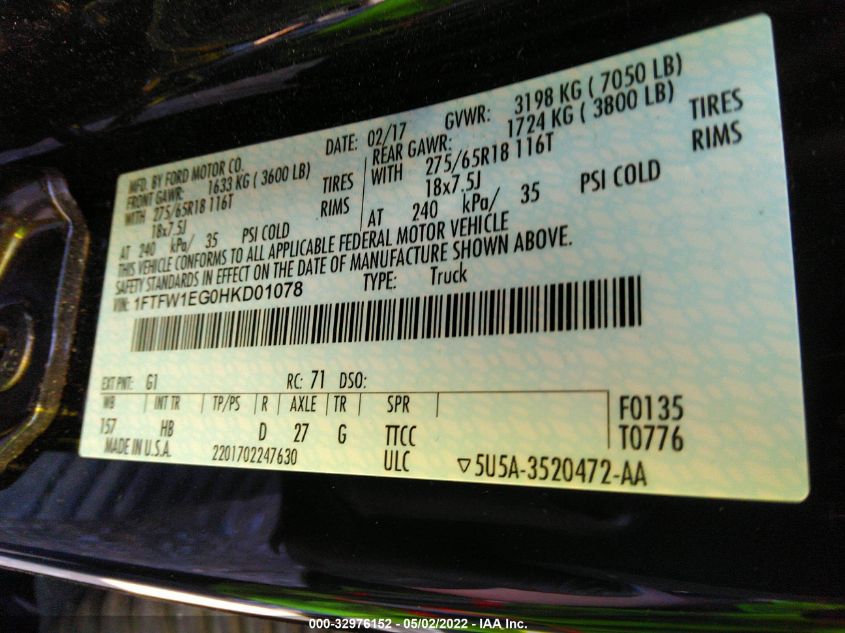 MFD. BY FORD MOTOR CO.
DATE: 02/17 GVWR: 3198 KG ( 7050 LB)
FRONT GAWR: 1633 KG ( 3600 LB) REAR GAWR: 1724 KG ( 3800 LB)
WITH 275/65R18 116T TIRES WITH 275/65R18 116T TIRES
18x7.5J RIMS 18x7.5J RIMS
AT 240 kPa/ 35 PSI COLD AT 240 kPa/ 35 PSI COLD
THIS VEHICLE CONFORMS TO ALL APPLICABLE FEDERAL MOTOR VEHICLE
SAFETY STANDARDS IN EFFECT ON THE DATE OF MANUFACTURE SHOWN ABOVE.
VIN: 1FTFW1EG0HKD01078 TYPE: Truck
EXT PNT: G1 RC: 71 DSO:
WB INT TR TP/PS R AXLE TR SPR F0135
157 HB D 27 G TTCC T0776
MADE IN U.S.A. 2201702247630 ULC ▽5U5A-3520472-AA
000-32976152 - 05/02/2022 - IAA Inc.